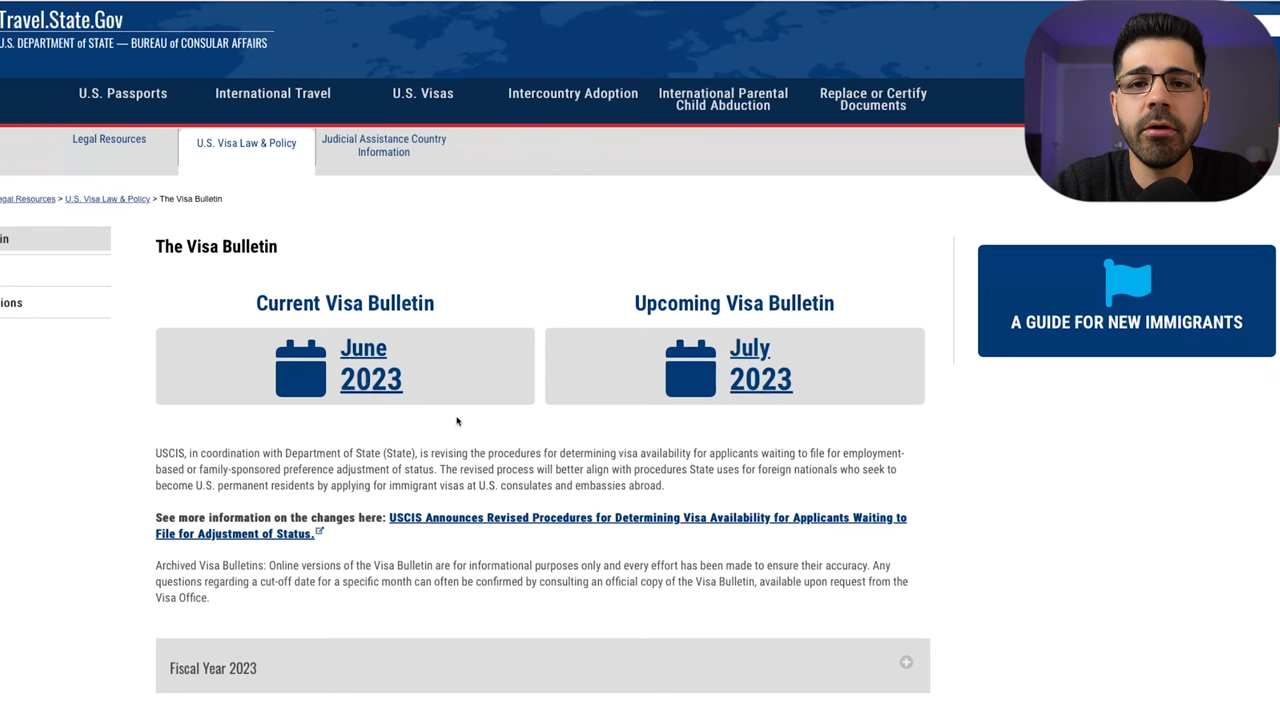 Travel.State.Gov
U.S. DEPARTMENT of STATE — BUREAU of CONSULAR AFFAIRS
U.S. Passports
International Travel
U.S. Visas
Intercountry Adoption
International Parental
Child Abduction
Replace or Certify
Documents
Legal Resources
U.S. Visa Law & Policy
Judicial Assistance Country
Information
egal Resources > U.S. Visa Law & Policy > The Visa Bulletin
in
ions
The Visa Bulletin
Current Visa Bulletin
June
2023
Upcoming Visa Bulletin
July
2023
A GUIDE FOR NEW IMMIGRANTS
USCIS, in coordination with Department of State (State), is revising the procedures for determining visa availability for applicants waiting to file for employment-
based or family-sponsored preference adjustment of status. The revised process will better align with procedures State uses for foreign nationals who seek to
become U.S. permanent residents by applying for immigrant visas at U.S. consulates and embassies abroad.
See more information on the changes here: USCIS Announces Revised Procedures for Determining Visa Availability for Applicants Waiting to
File for Adjustment of Status.
Archived Visa Bulletins: Online versions of the Visa Bulletin are for informational purposes only and every effort has been made to ensure their accuracy. Any
questions regarding a cut-off date for a specific month can often be confirmed by consulting an official copy of the Visa Bulletin, available upon request from the
Visa Office.
Fiscal Year 2023